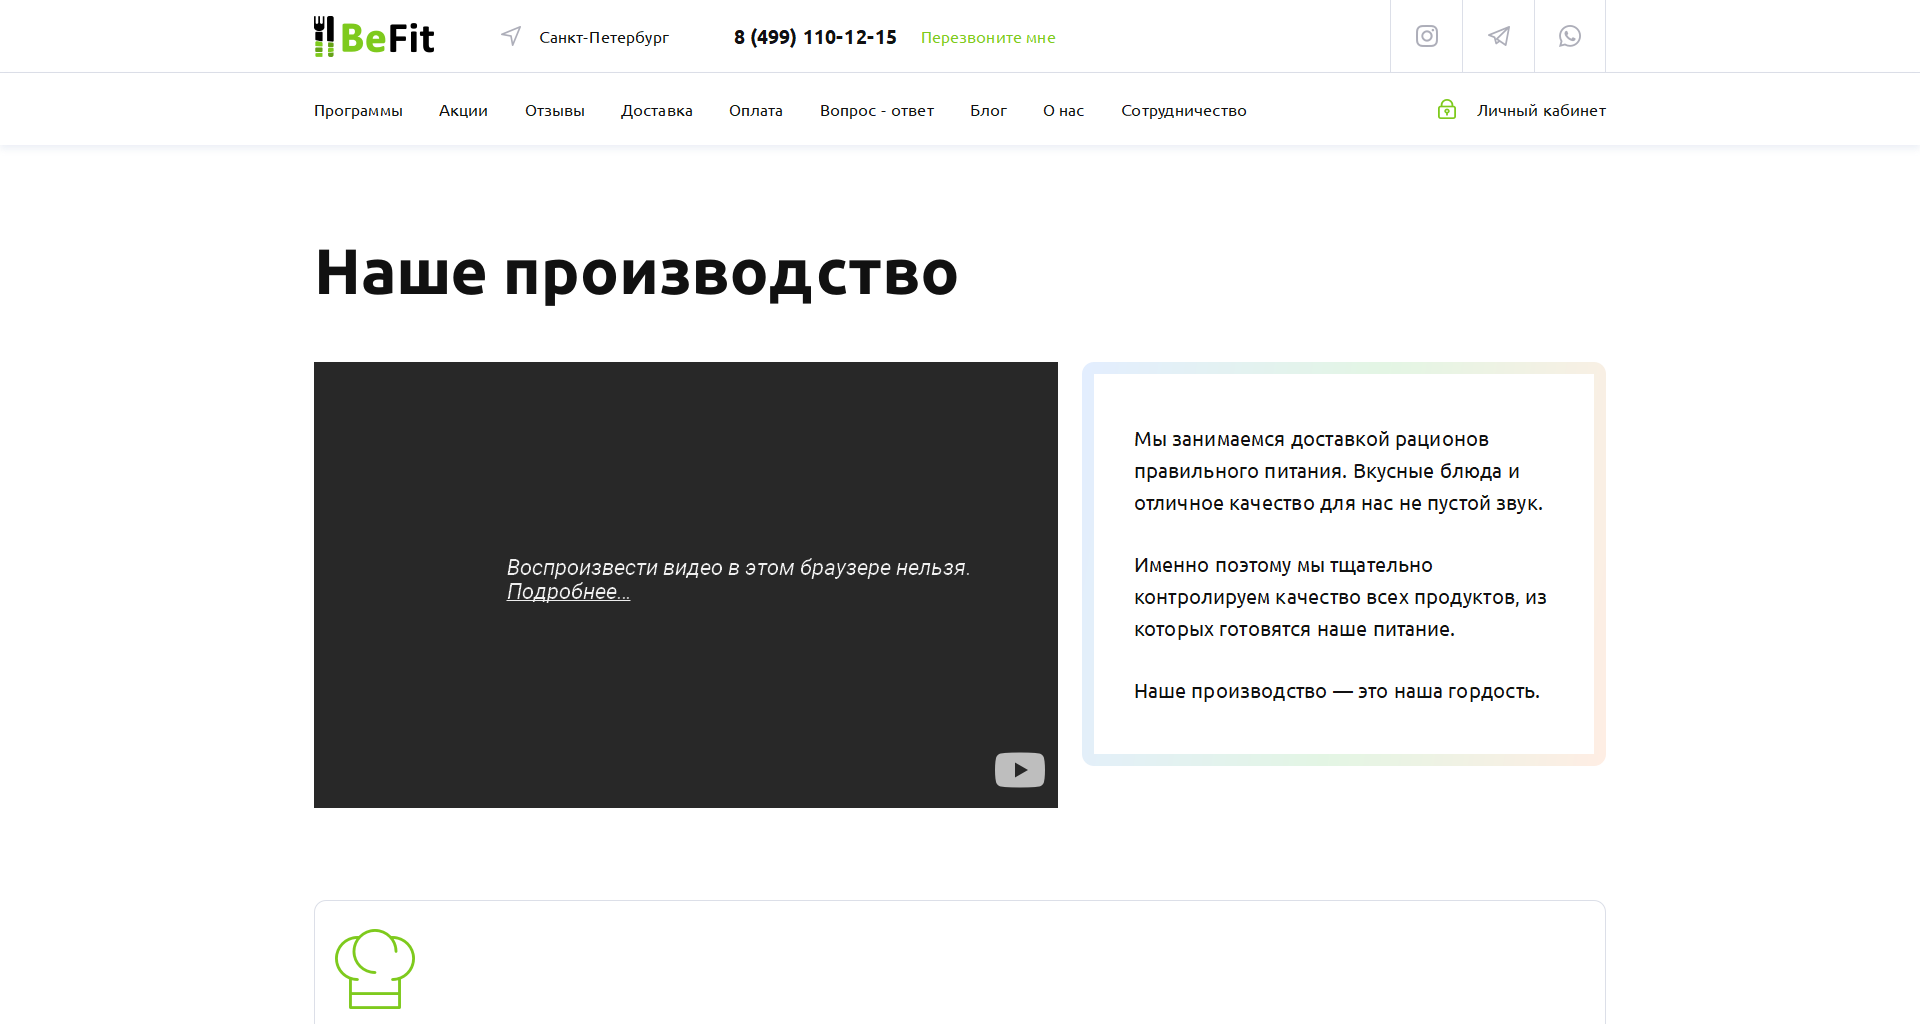 BeFit
Санкт-Петербург
8 (499) 110-12-15
Перезвоните мне
Программы
Акции
Отзывы
Доставка
Оплата
Вопрос - ответ
Блог
О нас
Сотрудничество
Личный кабинет
Наше производство
Воспроизвести видео в этом браузере нельзя.
Подробнее...
Мы занимаемся доставкой рационов
правильного питания. Вкусные блюда и
отличное качество для нас не пустой звук.
Именно поэтому мы тщательно
контролируем качество всех продуктов, из
которых готовятся наше питание.
Наше производство — это наша гордость.